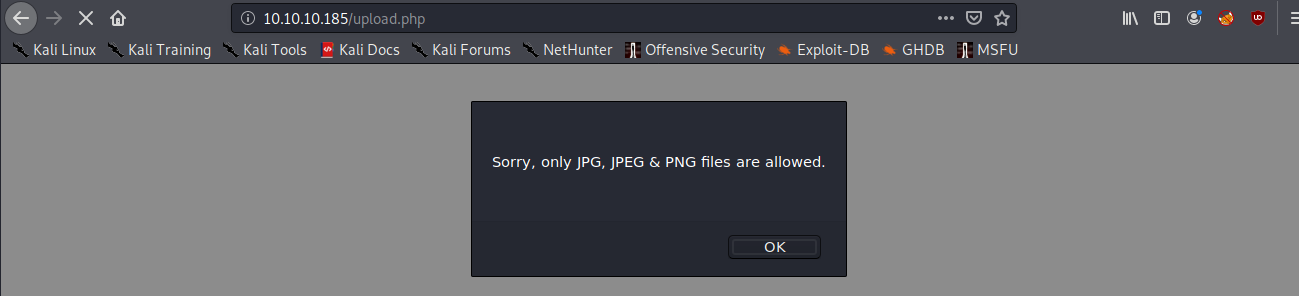 10.10.10.185/upload.php
Kali Linux Kali Training Kali Tools Kali Docs Kali Forums NetHunter Offensive Security Exploit-DB GHDB MSFU
Sorry, only JPG, JPEG & PNG files are allowed.
OK